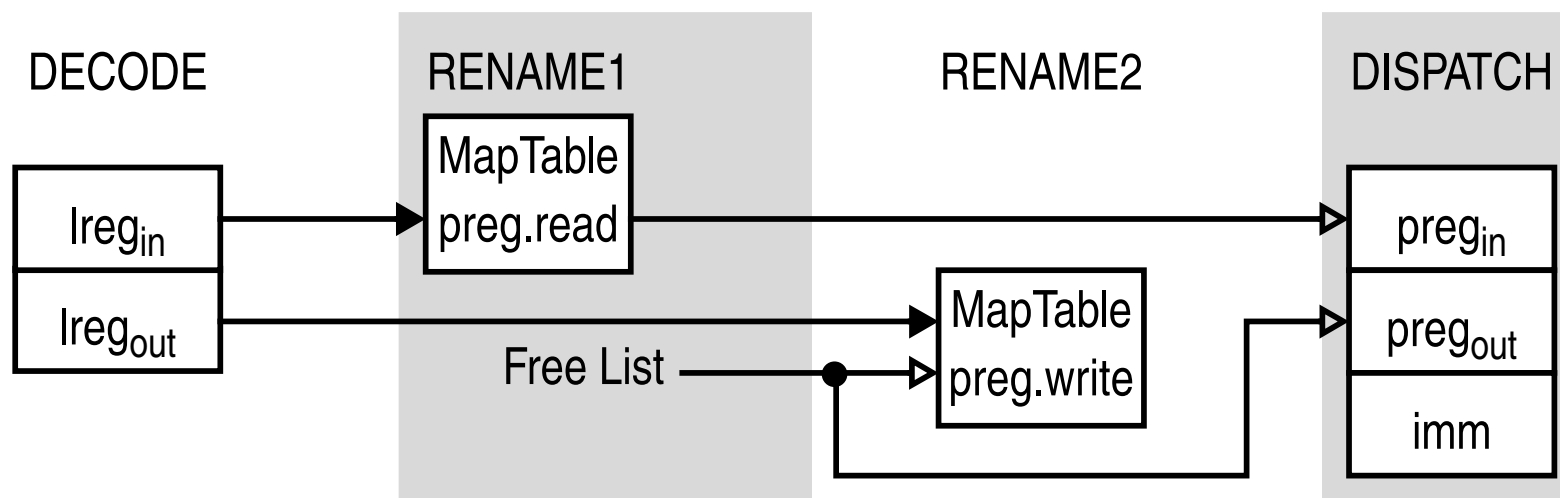 DECODE
RENAME1
RENAME2
DISPATCH
MapTable
preg.read
lreg_in
lreg_out
Free List
MapTable
preg.write
preg_in
preg_out
imm